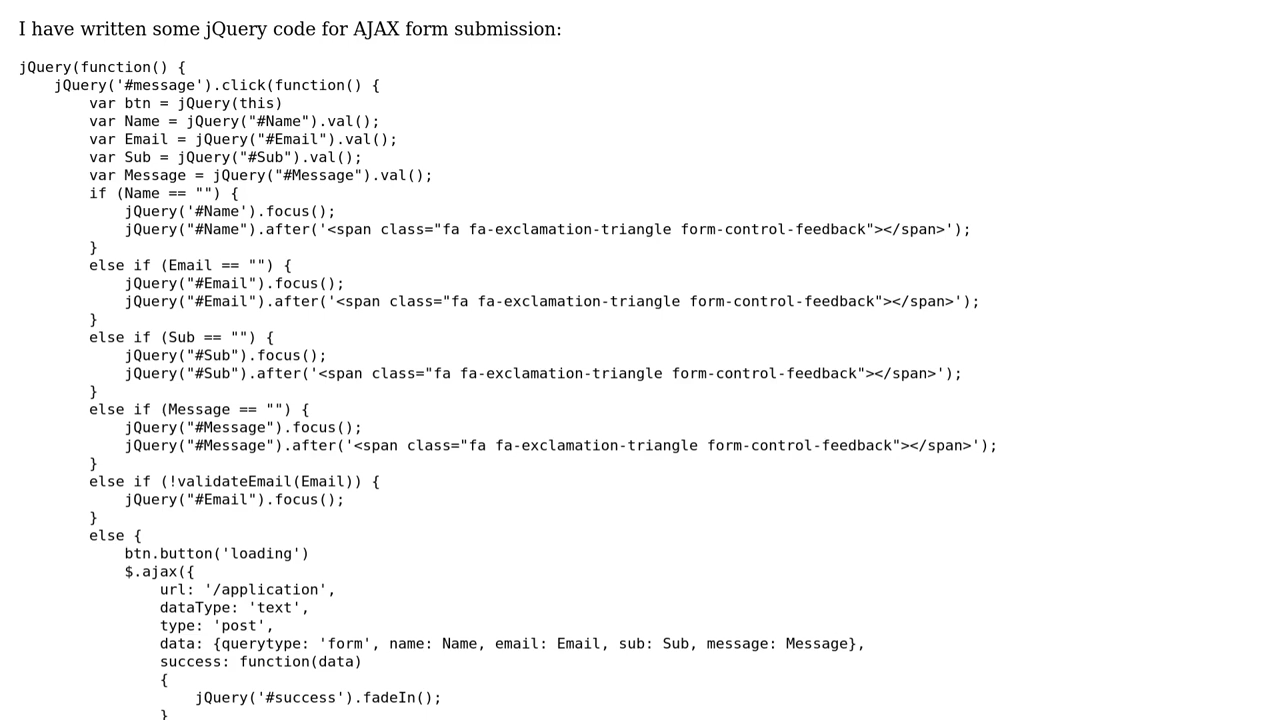 I have written some jQuery code for AJAX form submission:
jQuery(function() {
    jQuery('#message').click(function() {
        var btn = jQuery(this)
        var Name = jQuery("#Name").val();
        var Email = jQuery("#Email").val();
        var Sub = jQuery("#Sub").val();
        var Message = jQuery("#Message").val();
        if (Name == "") {
            jQuery('#Name').focus();
            jQuery("#Name").after('<span class="fa fa-exclamation-triangle form-control-feedback"></span>');
        }
        else if (Email == "") {
            jQuery("#Email").focus();
            jQuery("#Email").after('<span class="fa fa-exclamation-triangle form-control-feedback"></span>');
        }
        else if (Sub == "") {
            jQuery("#Sub").focus();
            jQuery("#Sub").after('<span class="fa fa-exclamation-triangle form-control-feedback"></span>');
        }
        else if (Message == "") {
            jQuery("#Message").focus();
            jQuery("#Message").after('<span class="fa fa-exclamation-triangle form-control-feedback"></span>');
        }
        else if (!validateEmail(Email)) {
            jQuery("#Email").focus();
        }
        else {
            btn.button('loading')
            $.ajax({
                url: '/application',
                dataType: 'text',
                type: 'post',
                data: {querytype: 'form', name: Name, email: Email, sub: Sub, message: Message},
                success: function(data)
                {
                    jQuery('#success').fadeIn();
                }